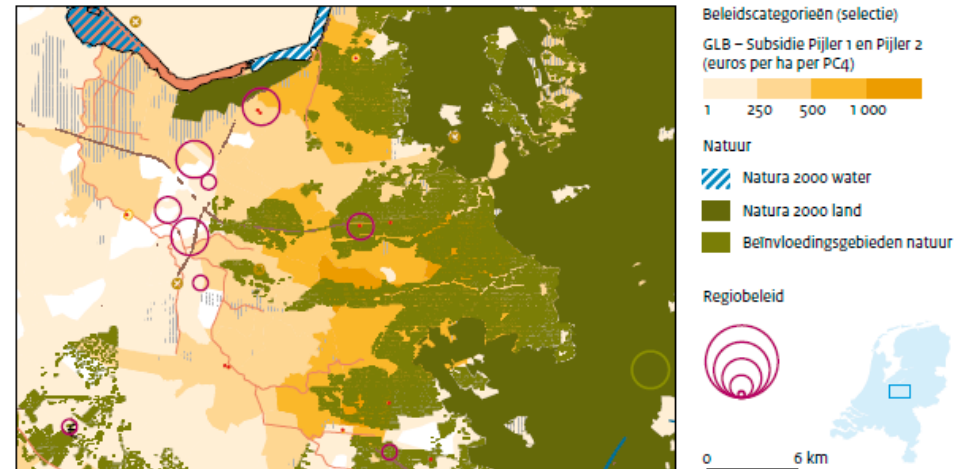 Beleidscategorieën (selectie)
GLB – Subsidie Pijler 1 en Pijler 2
(euros per ha per PC4)
1 250 500 1 000
Natuur
Natura 2000 water
Natura 2000 land
Beïnvloedingsgebieden natuur
Regiobeleid
0 6 km